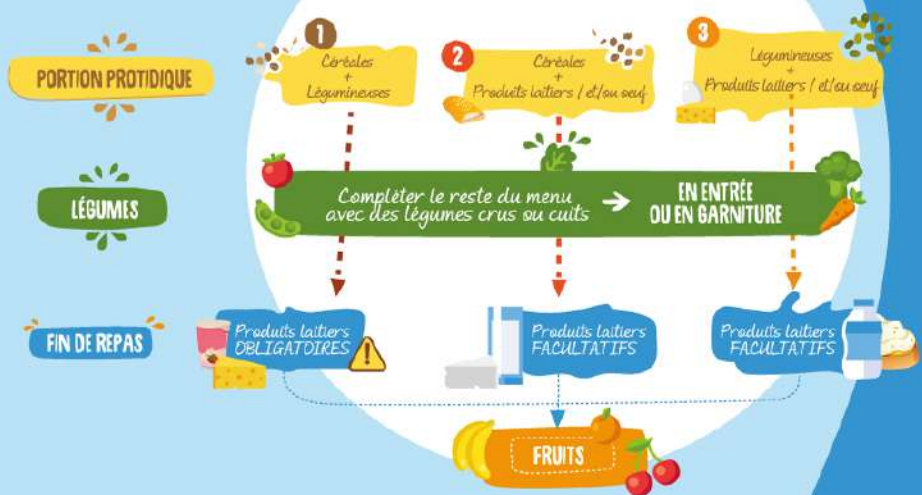 PORTION PROTIDIQUE
1
Céréales
+
Légumineuses
2
Céréales
+
Produits laitiers / et/ou oeuf
3
Légumineuses
+
Produits laitiers / et/ou oeuf
LÉGUMES
Compléter le reste du menu
avec des légumes crus ou cuits
EN ENTRÉE
OU EN GARNITURE
FIN DE REPAS
Produits laitiers
OBLIGATOIRES
Produits laitiers
FACULTATIFS
Produits laitiers
FACULTATIFS
FRUITS